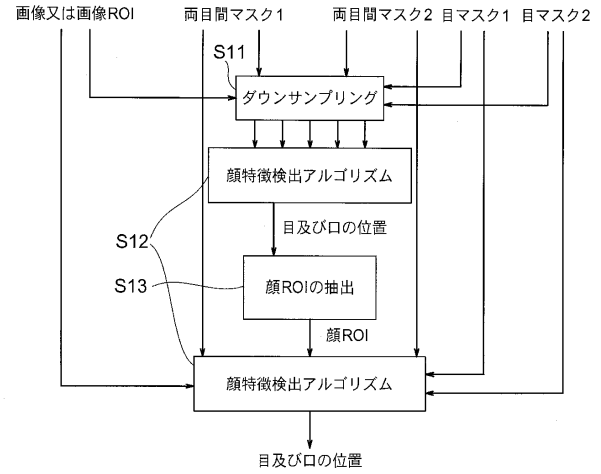 画像又は画像ROI
両目間マスク1
両目間マスク2
目マスク1
目マスク2
S11
ダウンサンプリング
顔特徴検出アルゴリズム
S12
目及び口の位置
S13
顔ROIの抽出
顔ROI
顔特徴検出アルゴリズム
目及び口の位置